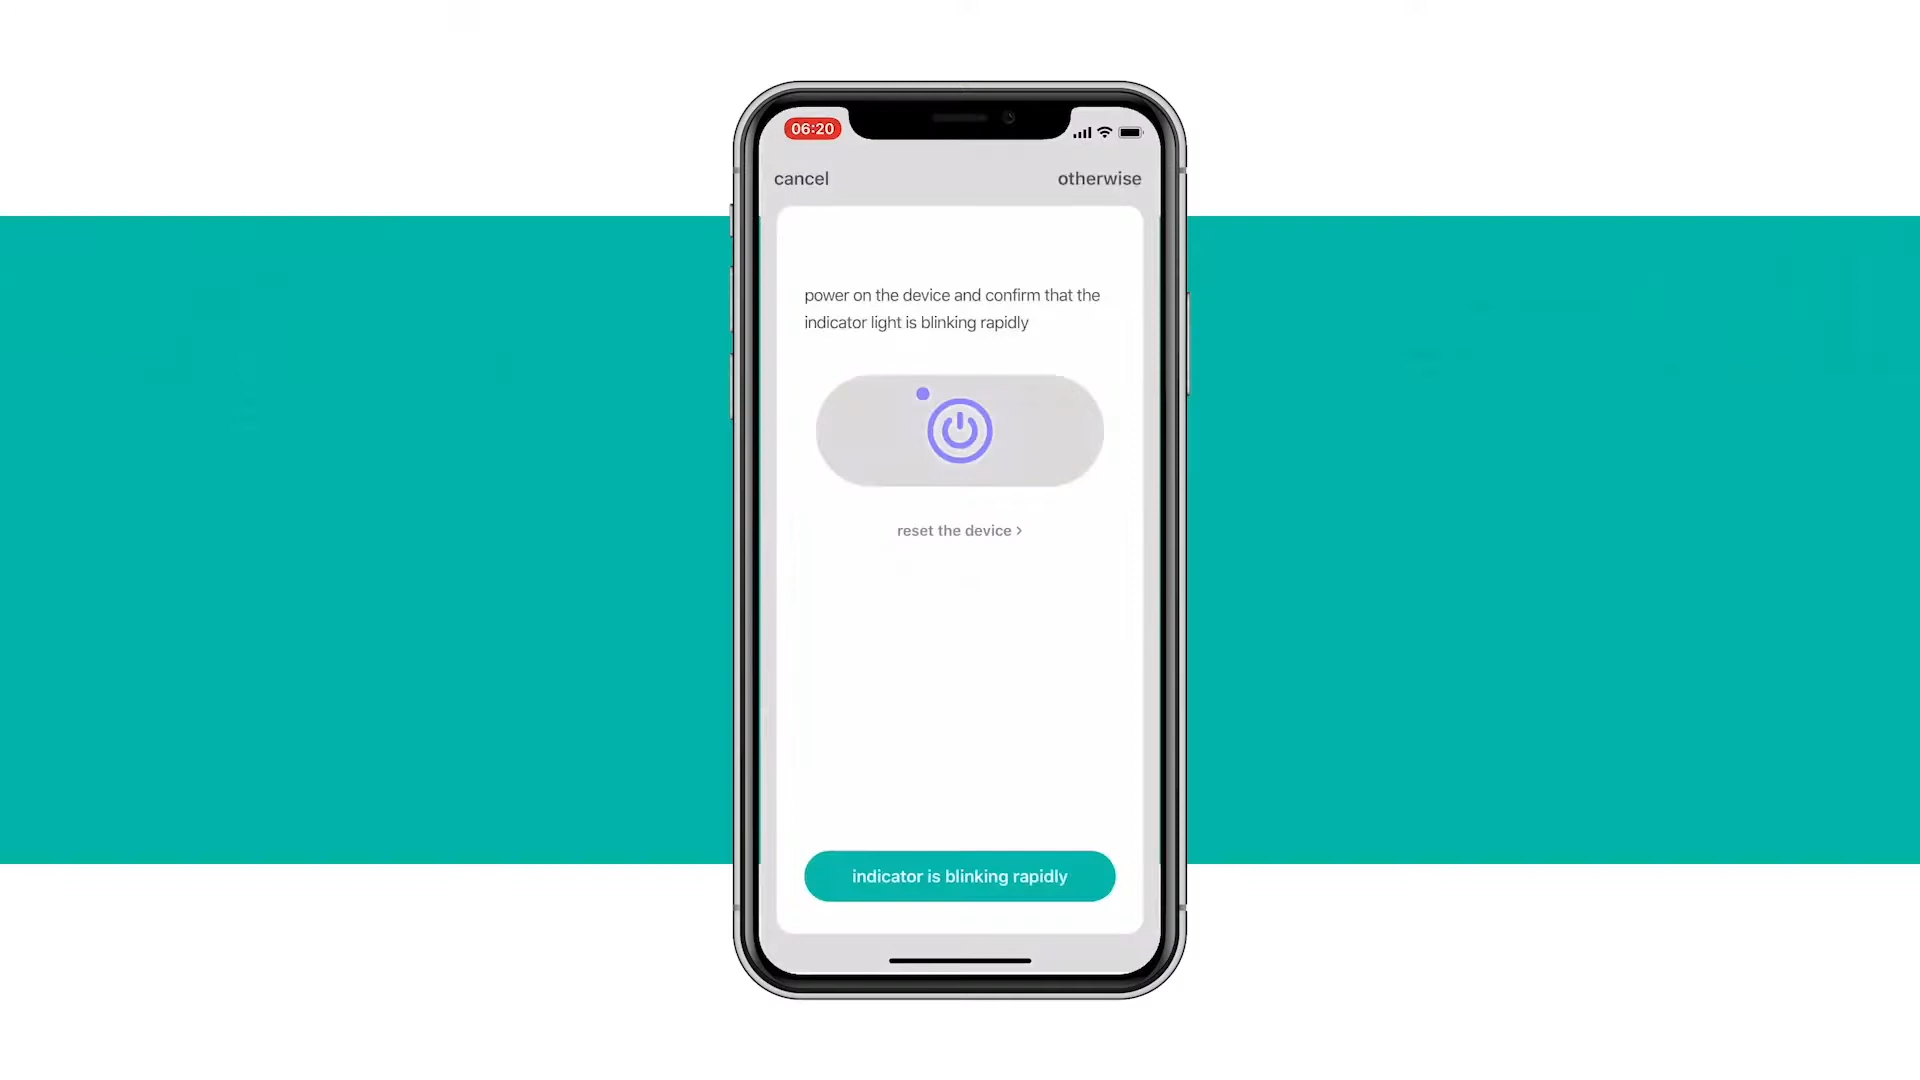 06:20
cancel
otherwise
power on the device and confirm that the
indicator light is blinking rapidly
reset the device >
indicator is blinking rapidly